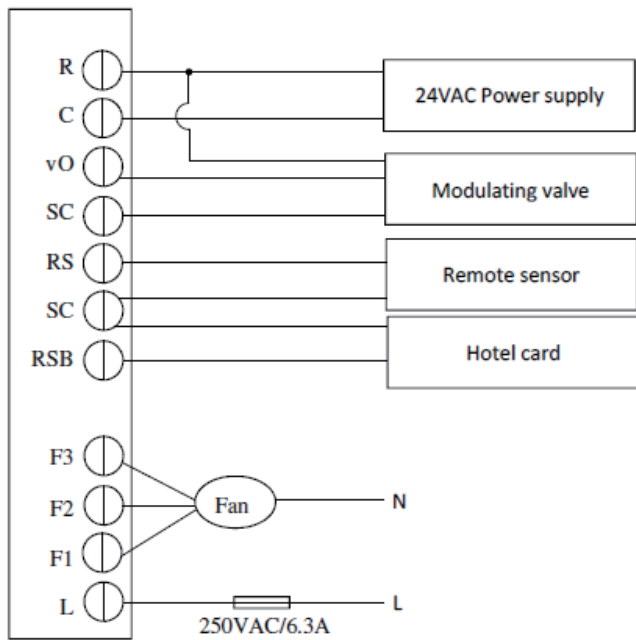 R
24VAC Power supply
C
vO
Modulating valve
SC
RS
Remote sensor
SC
Hotel card
RSB
F3
F2
Fan
N
F1
L
L
250VAC/6.3A